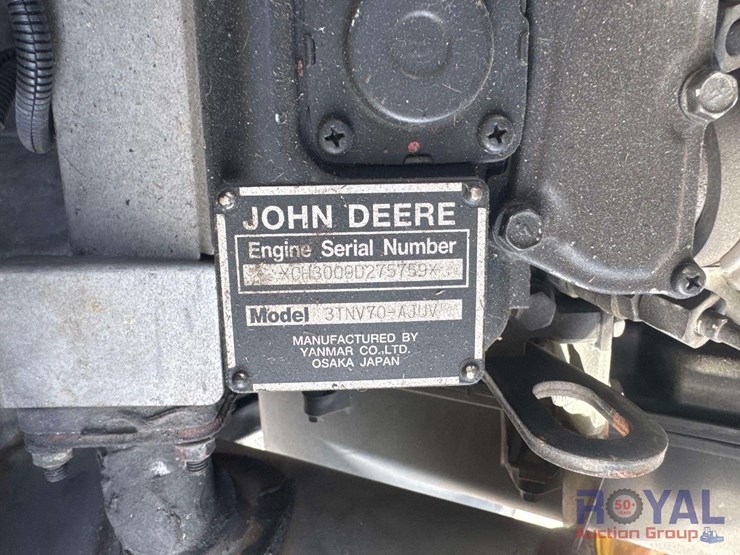 JOHN DEERE
Engine Serial Number
XCH3009D275759X
Model 3TNV70-AJUV
MANUFACTURED BY
YANMAR CO.,LTD.
OSAKA JAPAN
50
ROYAL
Auction Group